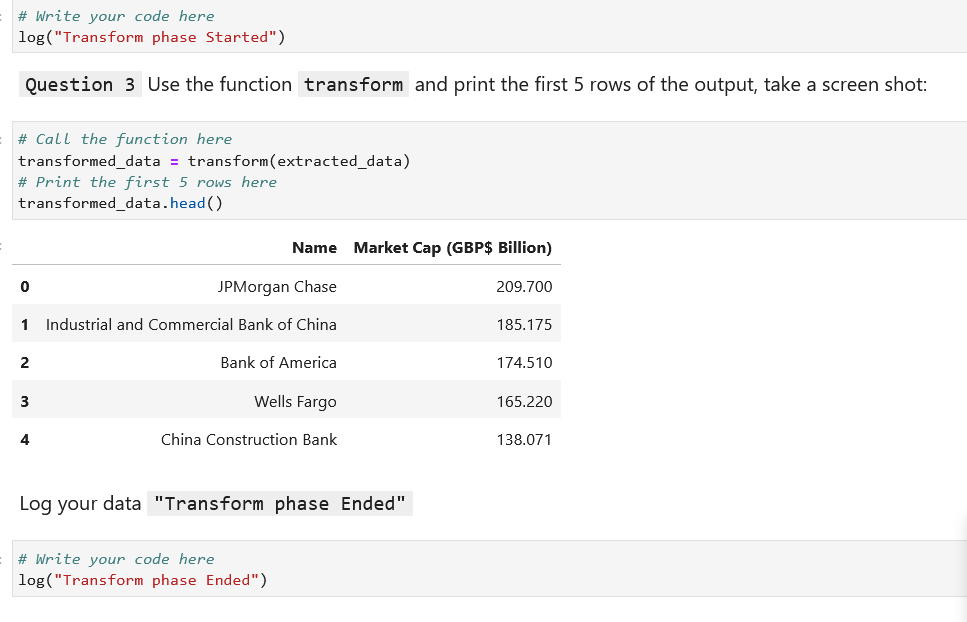 # Write your code here
log("Transform phase Started")
Question 3 Use the function transform and print the first 5 rows of the output, take a screen shot:
# Call the function here
transformed_data = transform(extracted_data)
# Print the first 5 rows here
transformed_data.head()
Name Market Cap (GBP$ Billion)
0 JPMorgan Chase 209.700
1 Industrial and Commercial Bank of China 185.175
2 Bank of America 174.510
3 Wells Fargo 165.220
4 China Construction Bank 138.071
Log your data "Transform phase Ended"
# Write your code here
log("Transform phase Ended")